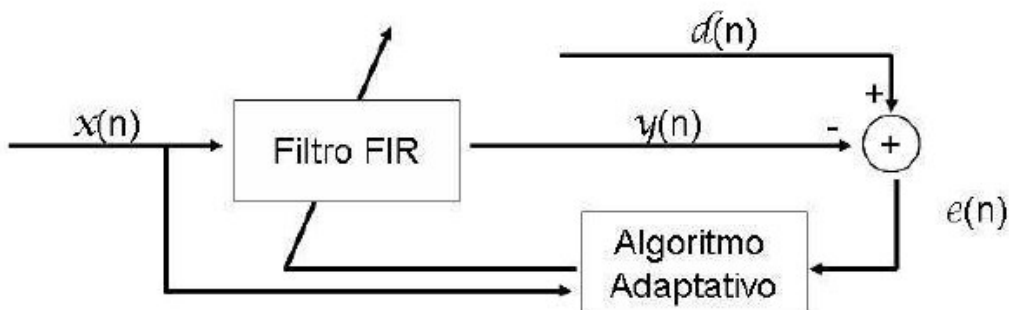 d(n)
+
x(n)
Filtro FIR
y(n)
-
+
e(n)
Algoritmo
Adaptativo